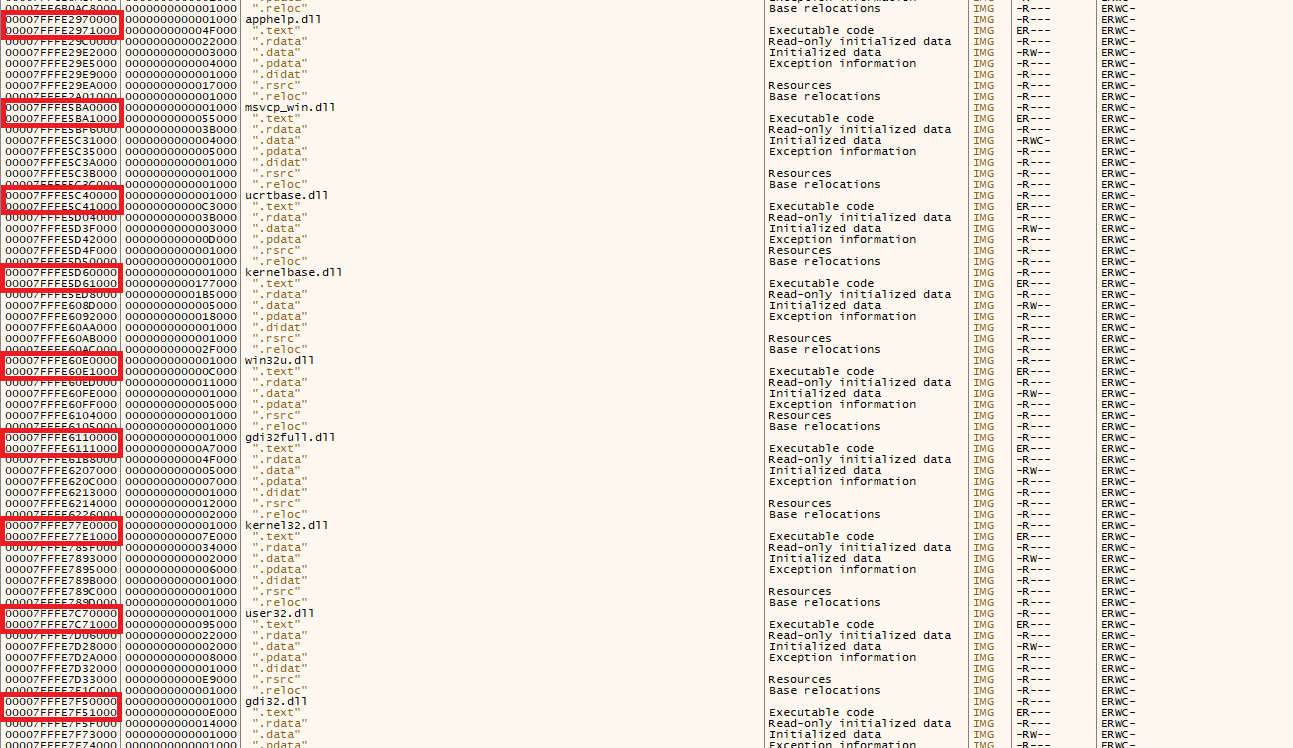 00007FFFE6B0AC8000 0000000000001000 ".reloc" Base relocations IMG -R--- ERWC-
00007FFFE2970000 0000000000001000 apphelp.dll IMG -R--- ERWC-
00007FFFE2971000 000000000004F000 ".text" Executable code IMG ER--- ERWC-
00007FFFE29C0000 0000000000022000 ".rdata" Read-only initialized data IMG -R--- ERWC-
00007FFFE29E2000 0000000000003000 ".data" Initialized data IMG -RW-- ERWC-
00007FFFE29E5000 0000000000004000 ".pdata" Exception information IMG -R--- ERWC-
00007FFFE29E9000 0000000000001000 ".didat" IMG -R--- ERWC-
00007FFFE29EA000 0000000000017000 ".rsrc" Resources IMG -R--- ERWC-
00007FFFE2A01000 0000000000001000 ".reloc" Base relocations IMG -R--- ERWC-
00007FFFE5BA0000 0000000000001000 msvcp_win.dll IMG -R--- ERWC-
00007FFFE5BA1000 0000000000055000 ".text" Executable code IMG ER--- ERWC-
00007FFFE5BF6000 000000000003B000 ".rdata" Read-only initialized data IMG -R--- ERWC-
00007FFFE5C31000 0000000000004000 ".data" Initialized data IMG -RWC- ERWC-
00007FFFE5C35000 0000000000005000 ".pdata" Exception information IMG -R--- ERWC-
00007FFFE5C3A000 0000000000001000 ".didat" IMG -R--- ERWC-
00007FFFE5C3B000 0000000000001000 ".rsrc" Resources IMG -R--- ERWC-
00007FFFE5C3C000 0000000000001000 ".reloc" Base relocations IMG -R--- ERWC-
00007FFFE5C40000 0000000000001000 ucrtbase.dll IMG -R--- ERWC-
00007FFFE5C41000 00000000000C3000 ".text" Executable code IMG ER--- ERWC-
00007FFFE5D04000 000000000003B000 ".rdata" Read-only initialized data IMG -R--- ERWC-
00007FFFE5D3F000 0000000000003000 ".data" Initialized data IMG -RW-- ERWC-
00007FFFE5D42000 000000000000D000 ".pdata" Exception information IMG -R--- ERWC-
00007FFFE5D4F000 0000000000001000 ".rsrc" Resources IMG -R--- ERWC-
00007FFFE5D50000 0000000000001000 ".reloc" Base relocations IMG -R--- ERWC-
00007FFFE5D60000 0000000000001000 kernelbase.dll IMG -R--- ERWC-
00007FFFE5D61000 0000000000177000 ".text" Executable code IMG ER--- ERWC-
00007FFFE5ED8000 00000000001B5000 ".rdata" Read-only initialized data IMG -R--- ERWC-
00007FFFE608D000 0000000000005000 ".data" Initialized data IMG -RW-- ERWC-
00007FFFE6092000 0000000000018000 ".pdata" Exception information IMG -R--- ERWC-
00007FFFE60AA000 0000000000001000 ".didat" IMG -R--- ERWC-
00007FFFE60AB000 0000000000001000 ".rsrc" Resources IMG -R--- ERWC-
00007FFFE60AC000 000000000002F000 ".reloc" Base relocations IMG -R--- ERWC-
00007FFFE60E0000 0000000000001000 win32u.dll IMG -R--- ERWC-
00007FFFE60E1000 000000000000C000 ".text" Executable code IMG ER--- ERWC-
00007FFFE60ED000 0000000000011000 ".rdata" Read-only initialized data IMG -R--- ERWC-
00007FFFE60FE000 0000000000001000 ".data" Initialized data IMG -RW-- ERWC-
00007FFFE60FF000 0000000000005000 ".pdata" Exception information IMG -R--- ERWC-
00007FFFE6104000 0000000000001000 ".rsrc" Resources IMG -R--- ERWC-
00007FFFE6105000 0000000000001000 ".reloc" Base relocations IMG -R--- ERWC-
00007FFFE6110000 0000000000001000 gdi32full.dll IMG -R--- ERWC-
00007FFFE6111000 00000000000A7000 ".text" Executable code IMG ER--- ERWC-
00007FFFE61B8000 000000000004F000 ".rdata" Read-only initialized data IMG -R--- ERWC-
00007FFFE6207000 0000000000005000 ".data" Initialized data IMG -RW-- ERWC-
00007FFFE620C000 0000000000007000 ".pdata" Exception information IMG -R--- ERWC-
00007FFFE6213000 0000000000001000 ".didat" IMG -R--- ERWC-
00007FFFE6214000 0000000000012000 ".rsrc" Resources IMG -R--- ERWC-
00007FFFE6226000 0000000000002000 ".reloc" Base relocations IMG -R--- ERWC-
00007FFFE77E0000 0000000000001000 kernel32.dll IMG -R--- ERWC-
00007FFFE77E1000 000000000007E000 ".text" Executable code IMG ER--- ERWC-
00007FFFE785F000 0000000000034000 ".rdata" Read-only initialized data IMG -R--- ERWC-
00007FFFE7893000 0000000000002000 ".data" Initialized data IMG -RW-- ERWC-
00007FFFE7895000 0000000000006000 ".pdata" Exception information IMG -R--- ERWC-
00007FFFE789B000 0000000000001000 ".didat" IMG -R--- ERWC-
00007FFFE789C000 0000000000001000 ".rsrc" Resources IMG -R--- ERWC-
00007FFFE789D000 0000000000001000 ".reloc" Base relocations IMG -R--- ERWC-
00007FFFE7C70000 0000000000001000 user32.dll IMG -R--- ERWC-
00007FFFE7C71000 0000000000095000 ".text" Executable code IMG ER--- ERWC-
00007FFFE7D06000 0000000000022000 ".rdata" Read-only initialized data IMG -R--- ERWC-
00007FFFE7D28000 0000000000002000 ".data" Initialized data IMG -RW-- ERWC-
00007FFFE7D2A000 0000000000008000 ".pdata" Exception information IMG -R--- ERWC-
00007FFFE7D32000 0000000000001000 ".didat" IMG -R--- ERWC-
00007FFFE7D33000 00000000000E9000 ".rsrc" Resources IMG -R--- ERWC-
00007FFFE7E1C000 0000000000001000 ".reloc" Base relocations IMG -R--- ERWC-
00007FFFE7F50000 0000000000001000 gdi32.dll IMG -R--- ERWC-
00007FFFE7F51000 000000000000E000 ".text" Executable code IMG ER--- ERWC-
00007FFFE7F5F000 0000000000014000 ".rdata" Read-only initialized data IMG -R--- ERWC-
00007FFFE7F73000 0000000000001000 ".data" Initialized data IMG -RW-- ERWC-
00007FFFE7F74000 ".pdata" Exception information IMG -R--- ERWC-